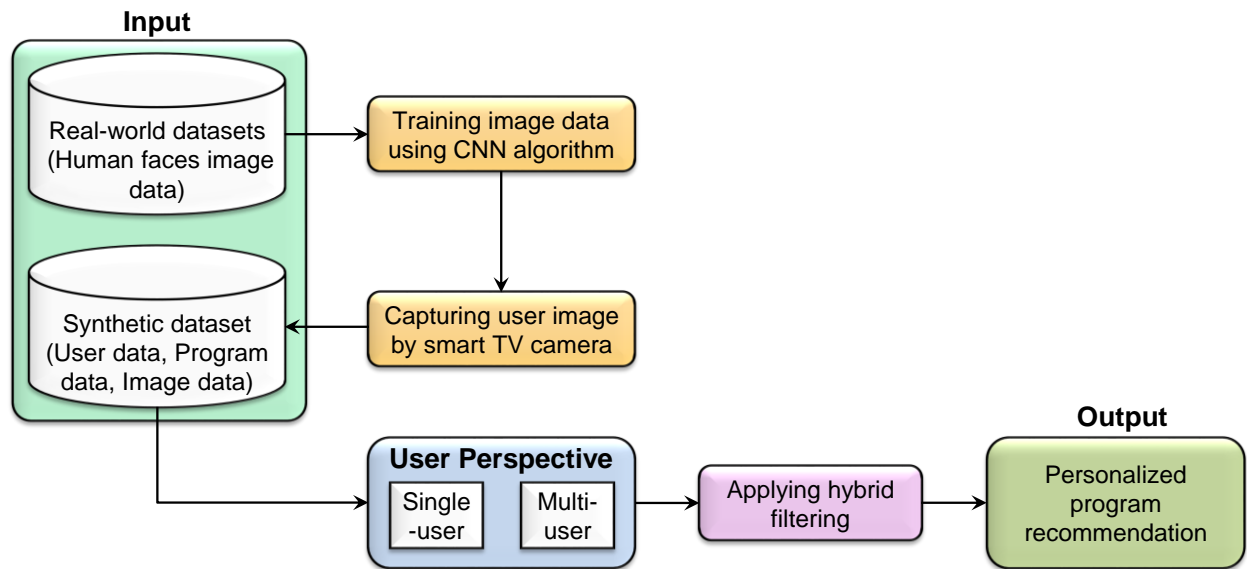 Input
Real-world datasets
(Human faces image
data)
Training image data
using CNN algorithm
Synthetic dataset
(User data, Program
data, Image data)
Capturing user image
by smart TV camera
User Perspective
Single
-user
Multi-
user
Applying hybrid
filtering
Output
Personalized
program
recommendation